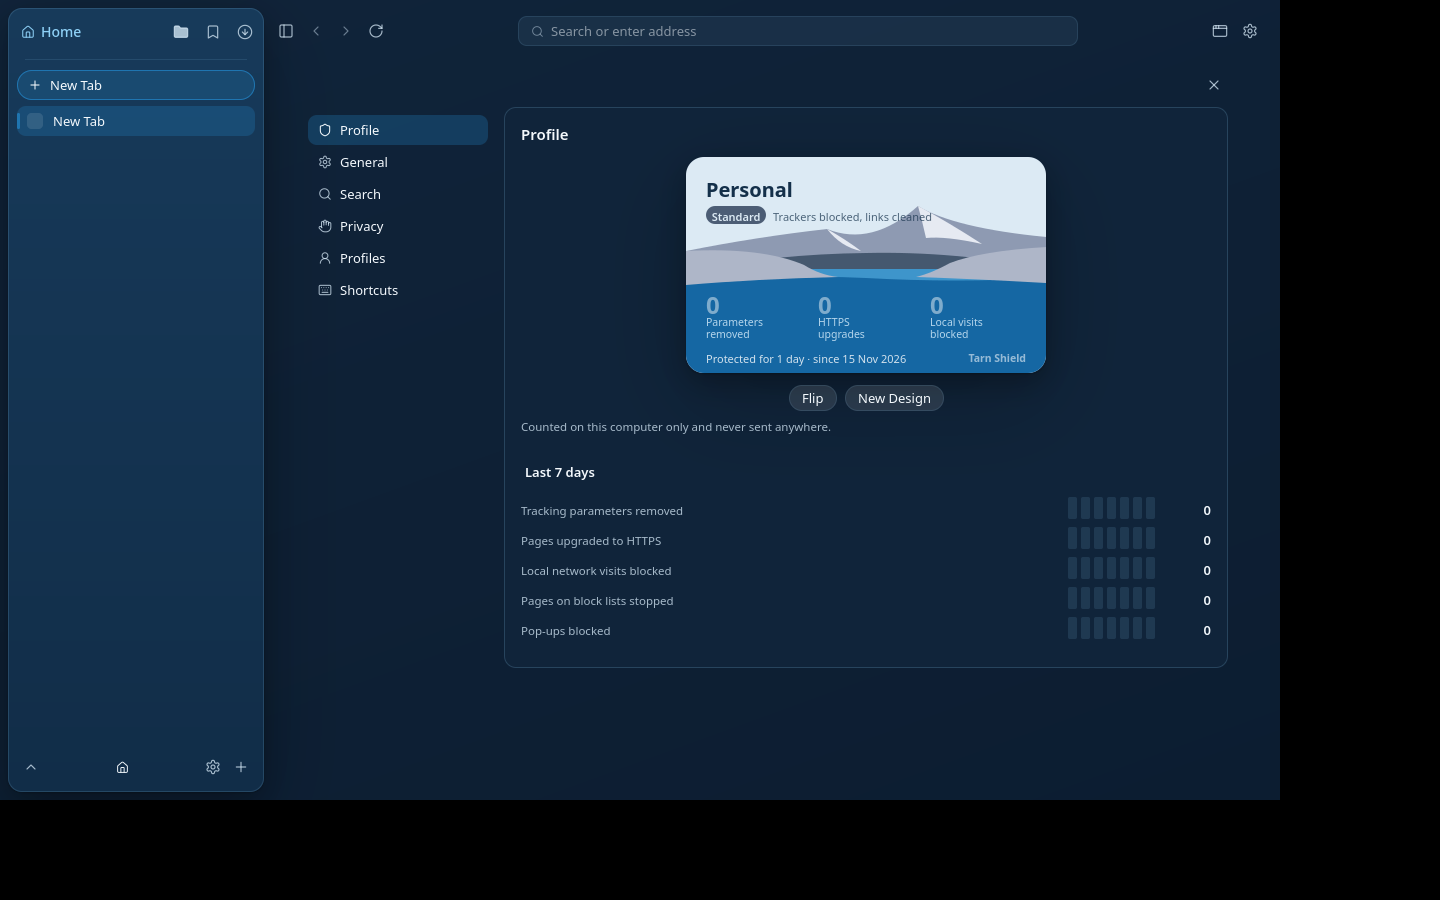 Home
Search or enter address
New Tab
New Tab
Profile
General
Search
Privacy
Profiles
Shortcuts
Profile
Personal
Standard Trackers blocked, links cleaned
0 0 0
Parameters removed
HTTPS upgrades
Local visits blocked
Protected for 1 day · since 15 Nov 2026 Tarn Shield
Flip New Design
Counted on this computer only and never sent anywhere.
Last 7 days
Tracking parameters removed 0
Pages upgraded to HTTPS 0
Local network visits blocked 0
Pages on block lists stopped 0
Pop-ups blocked 0